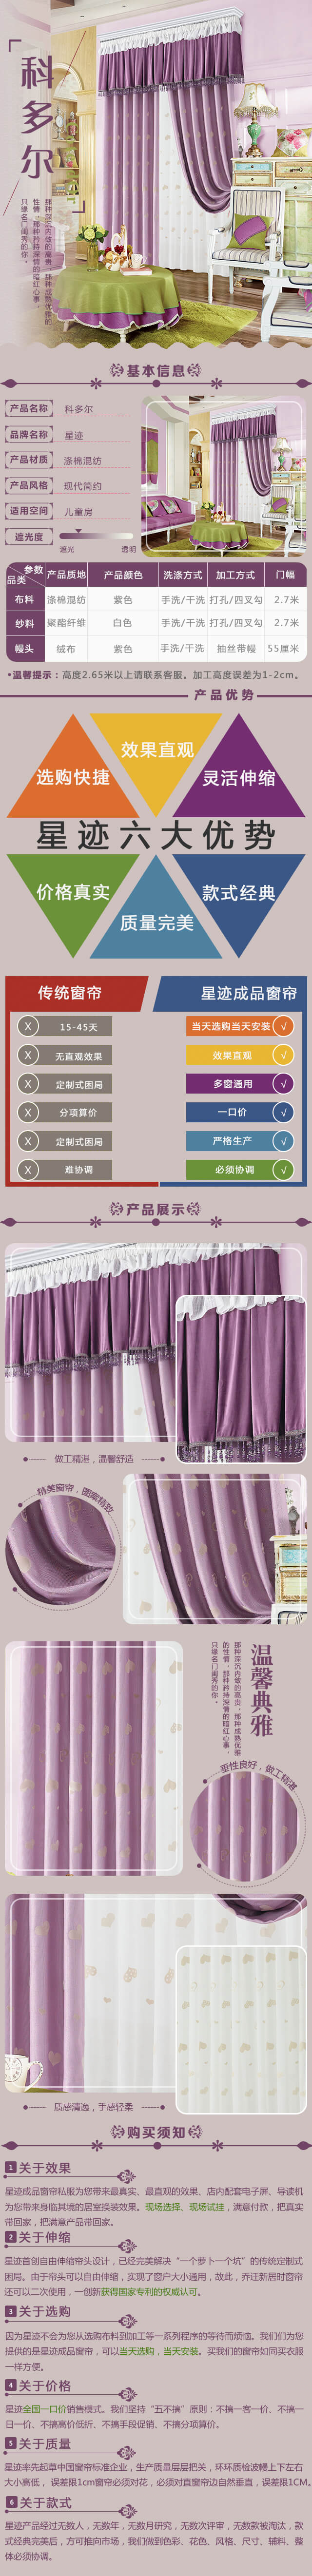 科多尔
那种深沉内敛的高贵、那种成熟优雅的
性情、那种矜持深情的暗红心事、
只缘名门闺秀的你。
基本信息
产品名称 科多尔
品牌名称 星迹
产品材质 涤棉混纺
产品风格 现代简约
适用空间 儿童房
遮光度
遮光 透明
参数 品类 产品质地 产品颜色 洗涤方式 加工方式 门幅
布料 涤棉混纺 紫色 手洗/干洗 打孔/四叉勾 2.7米
纱料 聚酯纤维 白色 手洗/干洗 打孔/四叉勾 2.7米
幔头 绒布 紫色 手洗/干洗 抽丝带幔 55厘米
•温馨提示：高度2.65米以上请联系客服。加工高度误差为1-2cm。
产品优势
选购快捷 效果直观 灵活伸缩
星迹六大优势
价格真实 质量完美 款式经典
传统窗帘 星迹成品窗帘
X 15-45天 当天选购当天安装 √
X 无直观效果 效果直观 √
X 定制式困局 多窗通用 √
X 分项算价 一口价 √
X 定制式困局 严格生产 √
X 难协调 必须协调 √
产品展示
做工精湛，温馨舒适
精美窗帘，图案精致
温馨典雅
那种深沉内敛的高贵、那种成熟优雅
的性情、那种矜持深情的暗红心事、
只缘名门闺秀的你。
垂性良好，做工精湛
质感清逸，手感轻柔
购买须知
1 关于效果
星迹成品窗帘私服为您带来最真实、最直观的效果、店内配套电子屏、导读机
为您带来身临其境的居室换装效果。现场选择、现场试挂，满意付款，把真实
带回家，把满意产品带回家。
2 关于伸缩
星迹首创自由伸缩帘头设计，已经完美解决“一个萝卜一个坑”的传统定制式
困局。由于帘头可以自由伸缩，实现了窗户大小通用，故此，乔迁新居时窗帘
还可以二次使用，一创新获得国家专利的权威认可。
3 关于选购
因为星迹不会为您从选购布料到加工等一系列程序的等待而烦恼。我们们为您
提供的是星迹成品窗帘，可以当天选购，当天安装。买我们的窗帘如同买衣服
一样方便。
4 关于价格
星迹全国一口价销售模式。我们坚持“五不搞”原则：不搞一客一价、不搞一
日一价、不搞高价低折、不搞手段促销、不搞分项算价。
5 关于质量
星迹率先起草中国窗帘标准企业，生产质量层层把关，环环质检波幔上下左右
大小高低， 误差限1cm窗帘必须对花，必须对直窗帘边自然垂直，误差限1CM。
6 关于款式
星迹产品经过无数人，无数年，无数月研究，无数次评审，无数款被淘汰，款
式经典完美后，方可推向市场，我们做到色彩、花色、风格、尺寸、辅料、整
体必须协调。